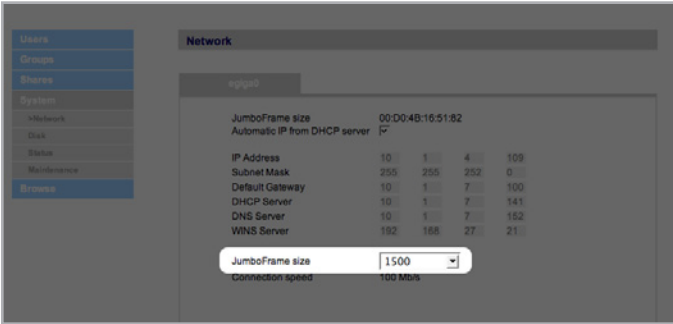 Users
Network
Groups
Shares
egiga0
System
>Network
JumboFrame size 00:D0:4B:16:51:82
Automatic IP from DHCP server
Disk
Status
IP Address 10 1 4 109
Maintenance
Subnet Mask 255 255 252 0
Browse
Default Gateway 10 1 7 100
DHCP Server 10 1 7 141
DNS Server 10 1 7 152
WINS Server 192 168 27 21
JumboFrame size 1500
Connection speed 100 Mb/s